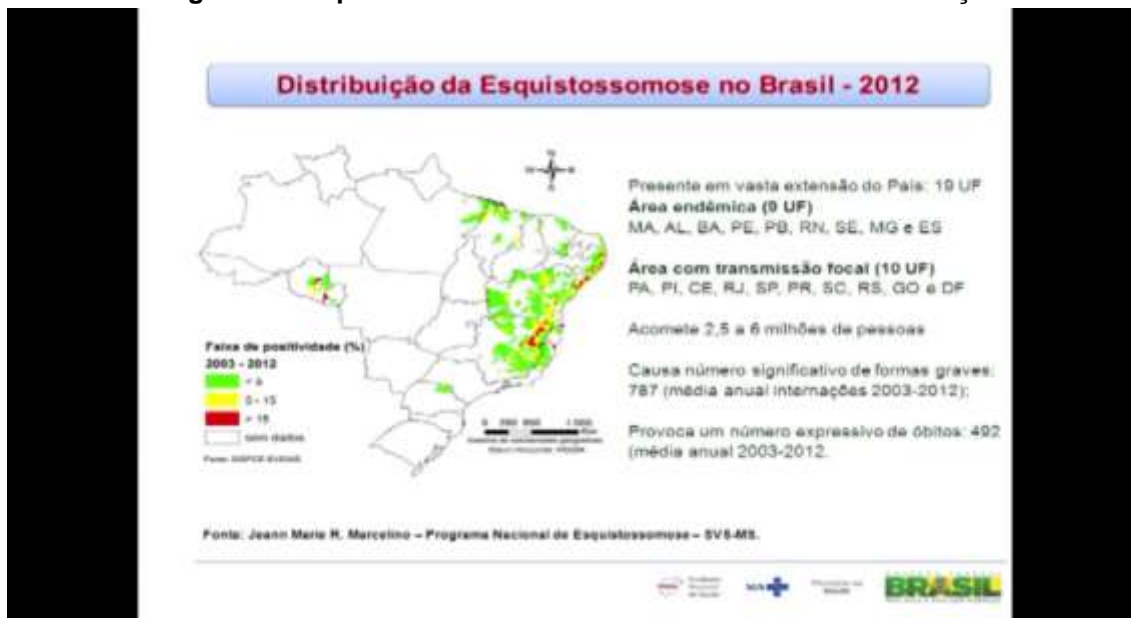 Distribuição da Esquistossomose no Brasil - 2012
Presente em vasta extensão do País: 19 UF
Área endêmica (9 UF)
MA, AL, BA, PE, PB, RN, SE, MG e ES
Área com transmissão focal (10 UF)
PA, PI, CE, RJ, SP, PR, SC, RS, GO e DF
Acomete 2,5 a 6 milhões de pessoas
Causa número significativo de formas graves:
787 (média anual internações 2003-2012);
Provoca um número expressivo de óbitos: 492
(média anual 2003-2012.
Faixa de positividade (%)
2003 - 2012
sem dados
Fonte: Jeann Marie R. Marcelino – Programa Nacional de Esquistossomose – SVS-MS.
SUS
BRASIL